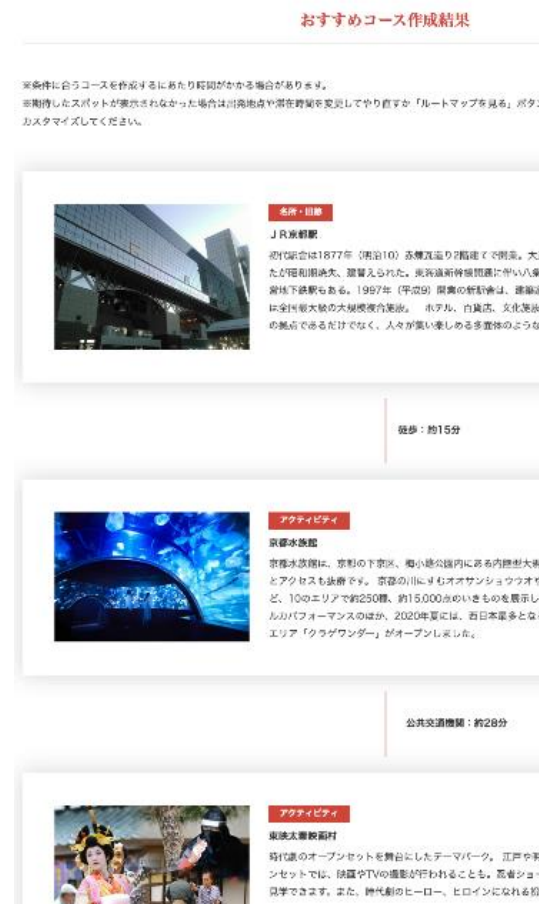 おすすめコース作成結果
※条件に合うコースを作成するにあたり時間がかかる場合があります。
※期待したスポットが表示されなかった場合は出発地点や滞在時間を変更してやり直すか「ルートマップを見る」ボタ
カスタマイズしてください。
名所・旧跡
ＪＲ京都駅
初代駅舎は1877年（明治10）赤煉瓦造り2階建てで開業。大
たが昭和期焼失、建替えられた。東海道新幹線開通に伴い八条
営地下鉄駅もある。1997年（平成9）開業の新駅舎は、建築
は全国最大級の大規模複合施設。　ホテル、百貨店、文化施設
の拠点であるだけでなく、人々が集い楽しめる多面体のような
徒歩：約15分
アクティビティ
京都水族館
京都水族館は、京都の下京区、梅小路公園内にある内陸型大
とアクセスも抜群です。 京都の川にすむオオサンショウウオや
ど、10のエリアで約250種、約15,000点のいきものを展示し
ルカパフォーマンスのほか、2020年夏には、西日本最多とな
エリア「クラゲワンダー」がオープンしました。
公共交通機関：約28分
アクティビティ
東映太秦映画村
時代劇のオープンセットを舞台にしたテーマパーク。 江戸や明
ンセットでは、映画やTVの撮影が行われることも。忍者ショー
見学できます。また、時代劇のヒーロー、ヒロインになれる扮